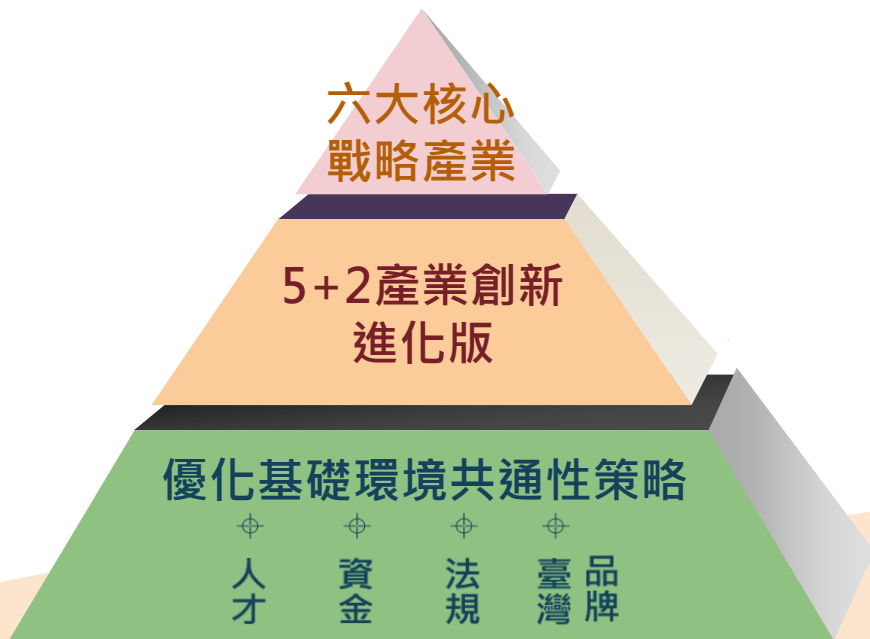 六大核心
戰略產業
5+2產業創新
進化版
優化基礎環境共通性策略
人才
資金
法規
臺灣
品牌